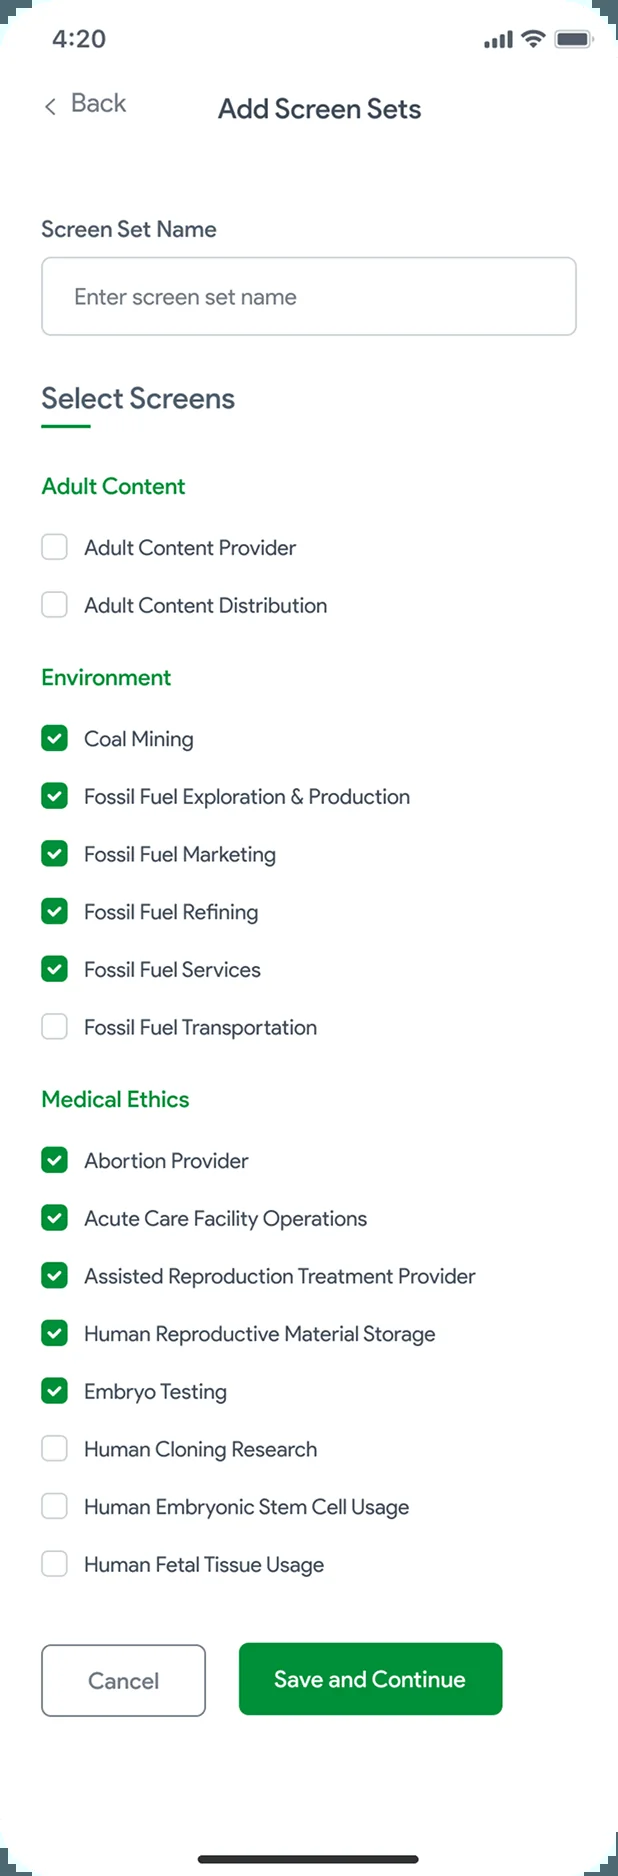 4:20
Back
Add Screen Sets
Screen Set Name
Enter screen set name
Select Screens
Adult Content
Adult Content Provider
Adult Content Distribution
Environment
Coal Mining
Fossil Fuel Exploration & Production
Fossil Fuel Marketing
Fossil Fuel Refining
Fossil Fuel Services
Fossil Fuel Transportation
Medical Ethics
Abortion Provider
Acute Care Facility Operations
Assisted Reproduction Treatment Provider
Human Reproductive Material Storage
Embryo Testing
Human Cloning Research
Human Embryonic Stem Cell Usage
Human Fetal Tissue Usage
Cancel
Save and Continue